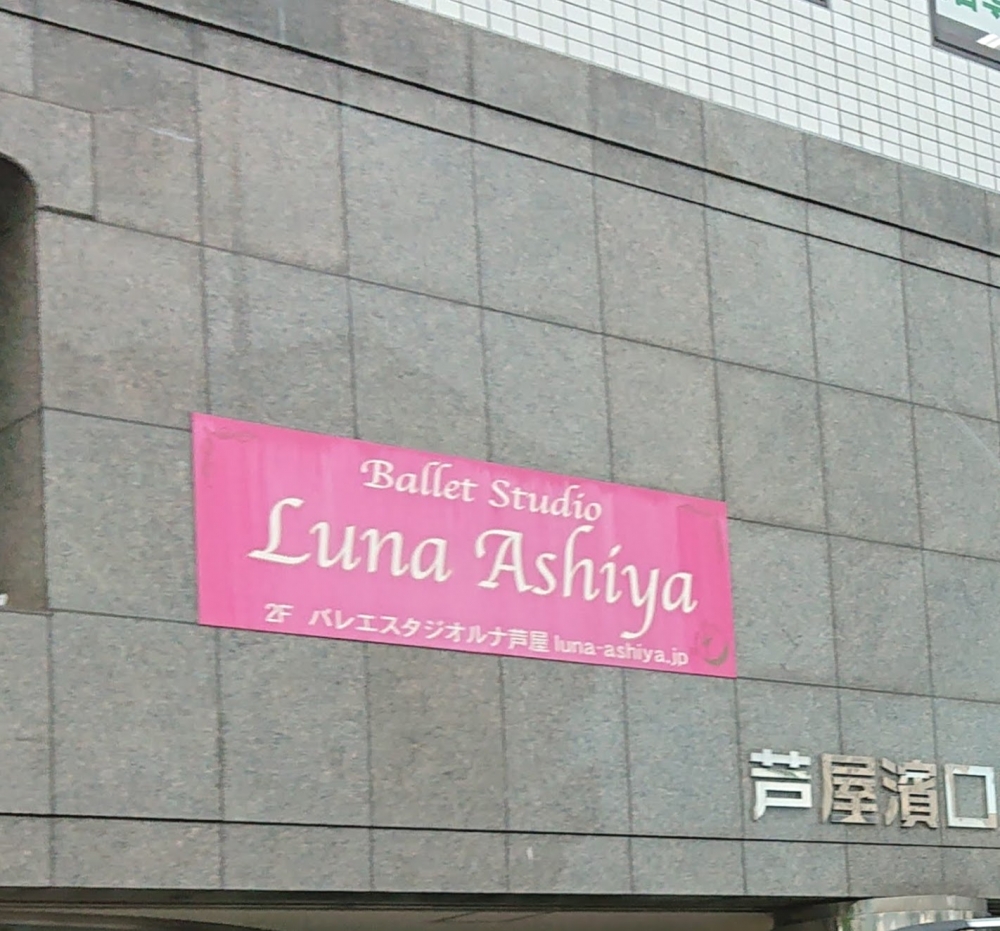 Ballet Studio
Luna Ashiya
2F バレエスタジオルナ芦屋 luna-ashiya.jp
芦屋濱口